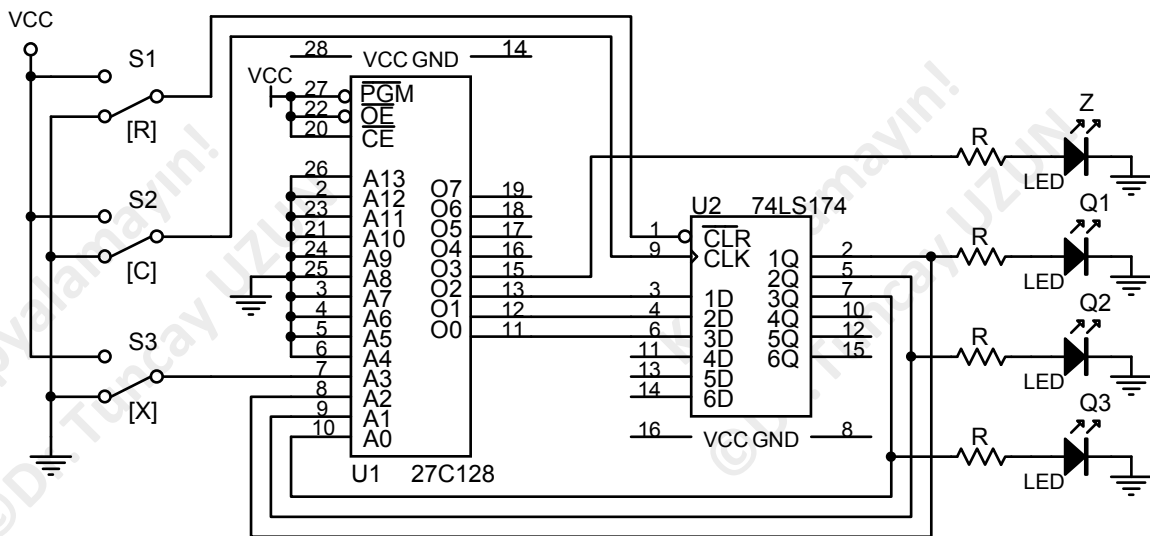 VCC
S1
[R]
S2
[C]
S3
[X]
28 VCC GND 14
VCC
27 PGM
22 OE
20 CE
26 A13
2 A12
23 A11
21 A10
24 A9
25 A8
3 A7
4 A6
5 A5
6 A4
7 A3
8 A2
9 A1
10 A0
O7 19
O6 18
O5 17
O4 16
O3 15
O2 13
O1 12
O0 11
U1 27C128
U2 74LS174
1 CLR
9 CLK
3 1D
4 2D
6 3D
11 4D
13 5D
14 6D
1Q 2
2Q 5
3Q 7
4Q 10
5Q 12
6Q 15
16 VCC GND 8
R
LED
Z
R
LED
Q1
R
LED
Q2
R
LED
Q3
©Dr. Tuncay UZUN